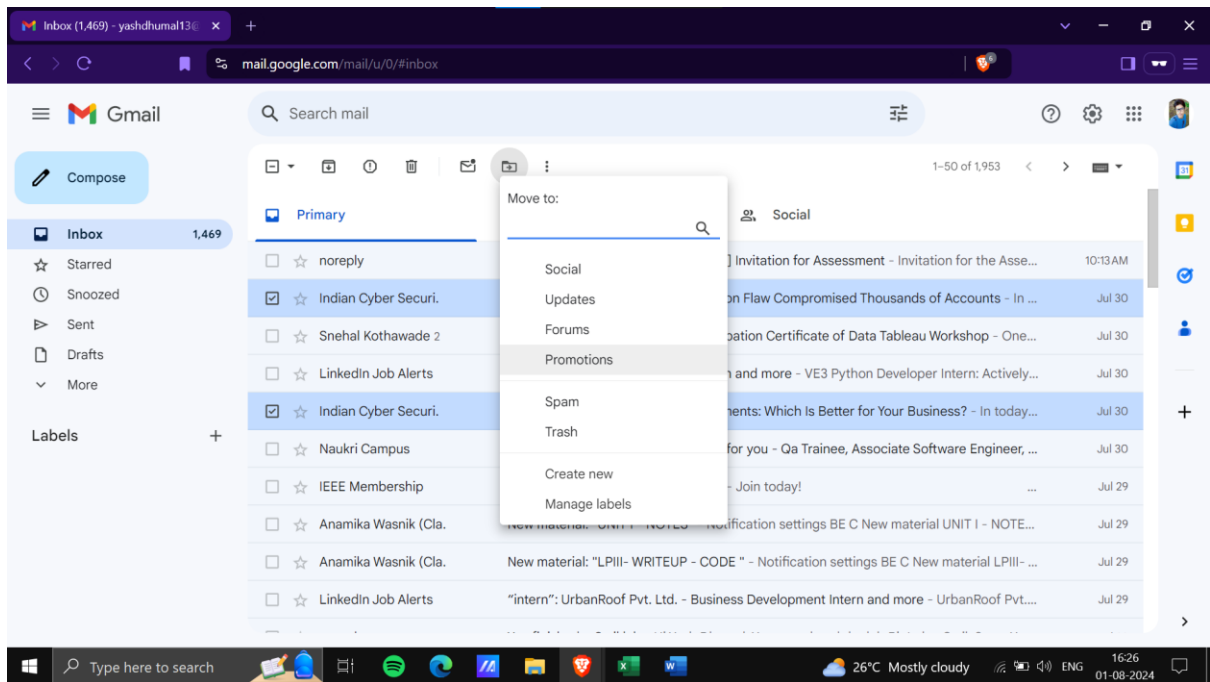 Inbox (1,469) - yashdhumal13@
mail.google.com/mail/u/0/#inbox
Gmail
Search mail
Compose
1–50 of 1,953
31
Move to:
Primary
Social
Inbox 1,469
noreply ] Invitation for Assessment - Invitation for the Asse... 10:13 AM
Starred
Social
Snoozed
Indian Cyber Securi. on Flaw Compromised Thousands of Accounts - In ... Jul 30
Updates
Sent
Forums
Snehal Kothawade 2 Certificate of Data Tableau Workshop - One... Jul 30
Drafts
Promotions
More
LinkedIn Job Alerts and more - VE3 Python Developer Intern: Actively... Jul 30
Spam
Indian Cyber Securi. Which Is Better for Your Business? - In today... Jul 30
Trash
Labels
Naukri Campus for you - Qa Trainee, Associate Software Engineer, ... Jul 30
Create new
IEEE Membership - Join today! ... Jul 29
Manage labels
Anamika Wasnik (Cla. New material: "UNIT I - NOTES" - Notification settings BE C New material UNIT I - NOTE... Jul 29
Anamika Wasnik (Cla. New material: "LPIII- WRITEUP - CODE " - Notification settings BE C New material LPIII- ... Jul 29
LinkedIn Job Alerts “intern”: UrbanRoof Pvt. Ltd. - Business Development Intern and more - UrbanRoof Pvt.... Jul 29
Type here to search
26°C Mostly cloudy ENG
16:26
01-08-2024